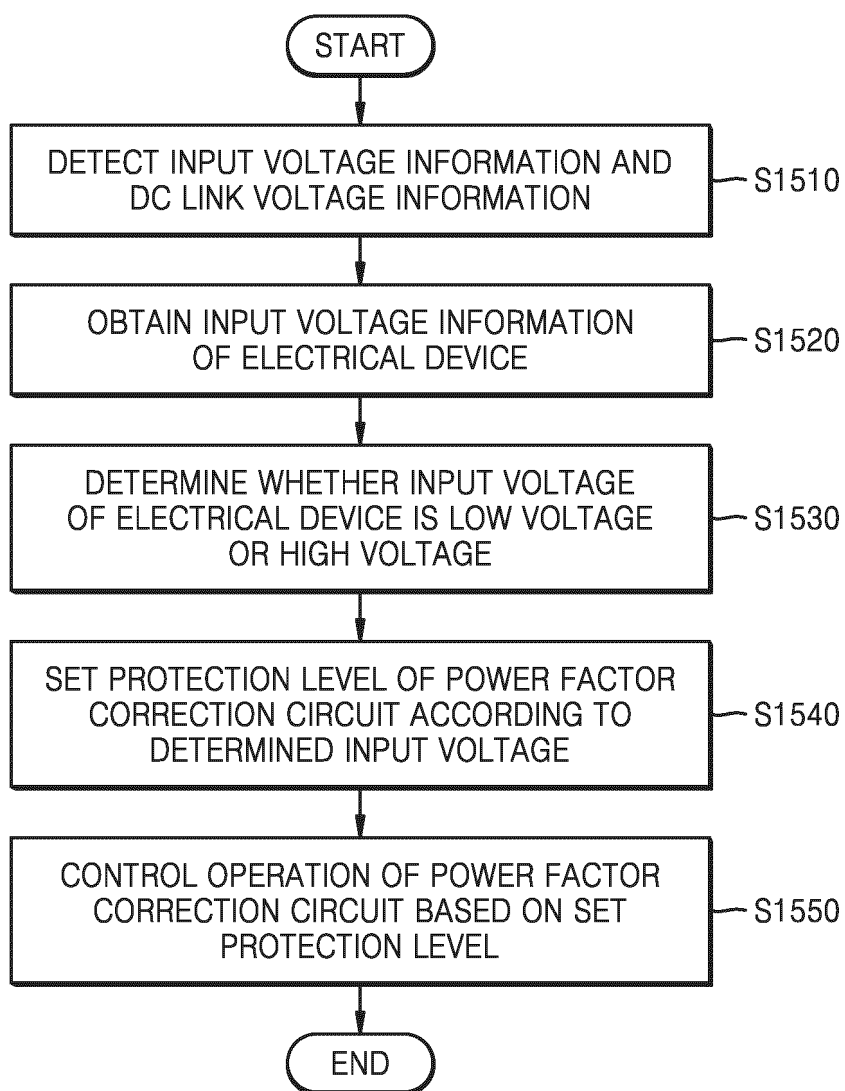 START
DETECT INPUT VOLTAGE INFORMATION AND
DC LINK VOLTAGE INFORMATION
S1510
OBTAIN INPUT VOLTAGE INFORMATION
OF ELECTRICAL DEVICE
S1520
DETERMINE WHETHER INPUT VOLTAGE
OF ELECTRICAL DEVICE IS LOW VOLTAGE
OR HIGH VOLTAGE
S1530
SET PROTECTION LEVEL OF POWER FACTOR
CORRECTION CIRCUIT ACCORDING TO
DETERMINED INPUT VOLTAGE
S1540
CONTROL OPERATION OF POWER FACTOR
CORRECTION CIRCUIT BASED ON SET
PROTECTION LEVEL
S1550
END